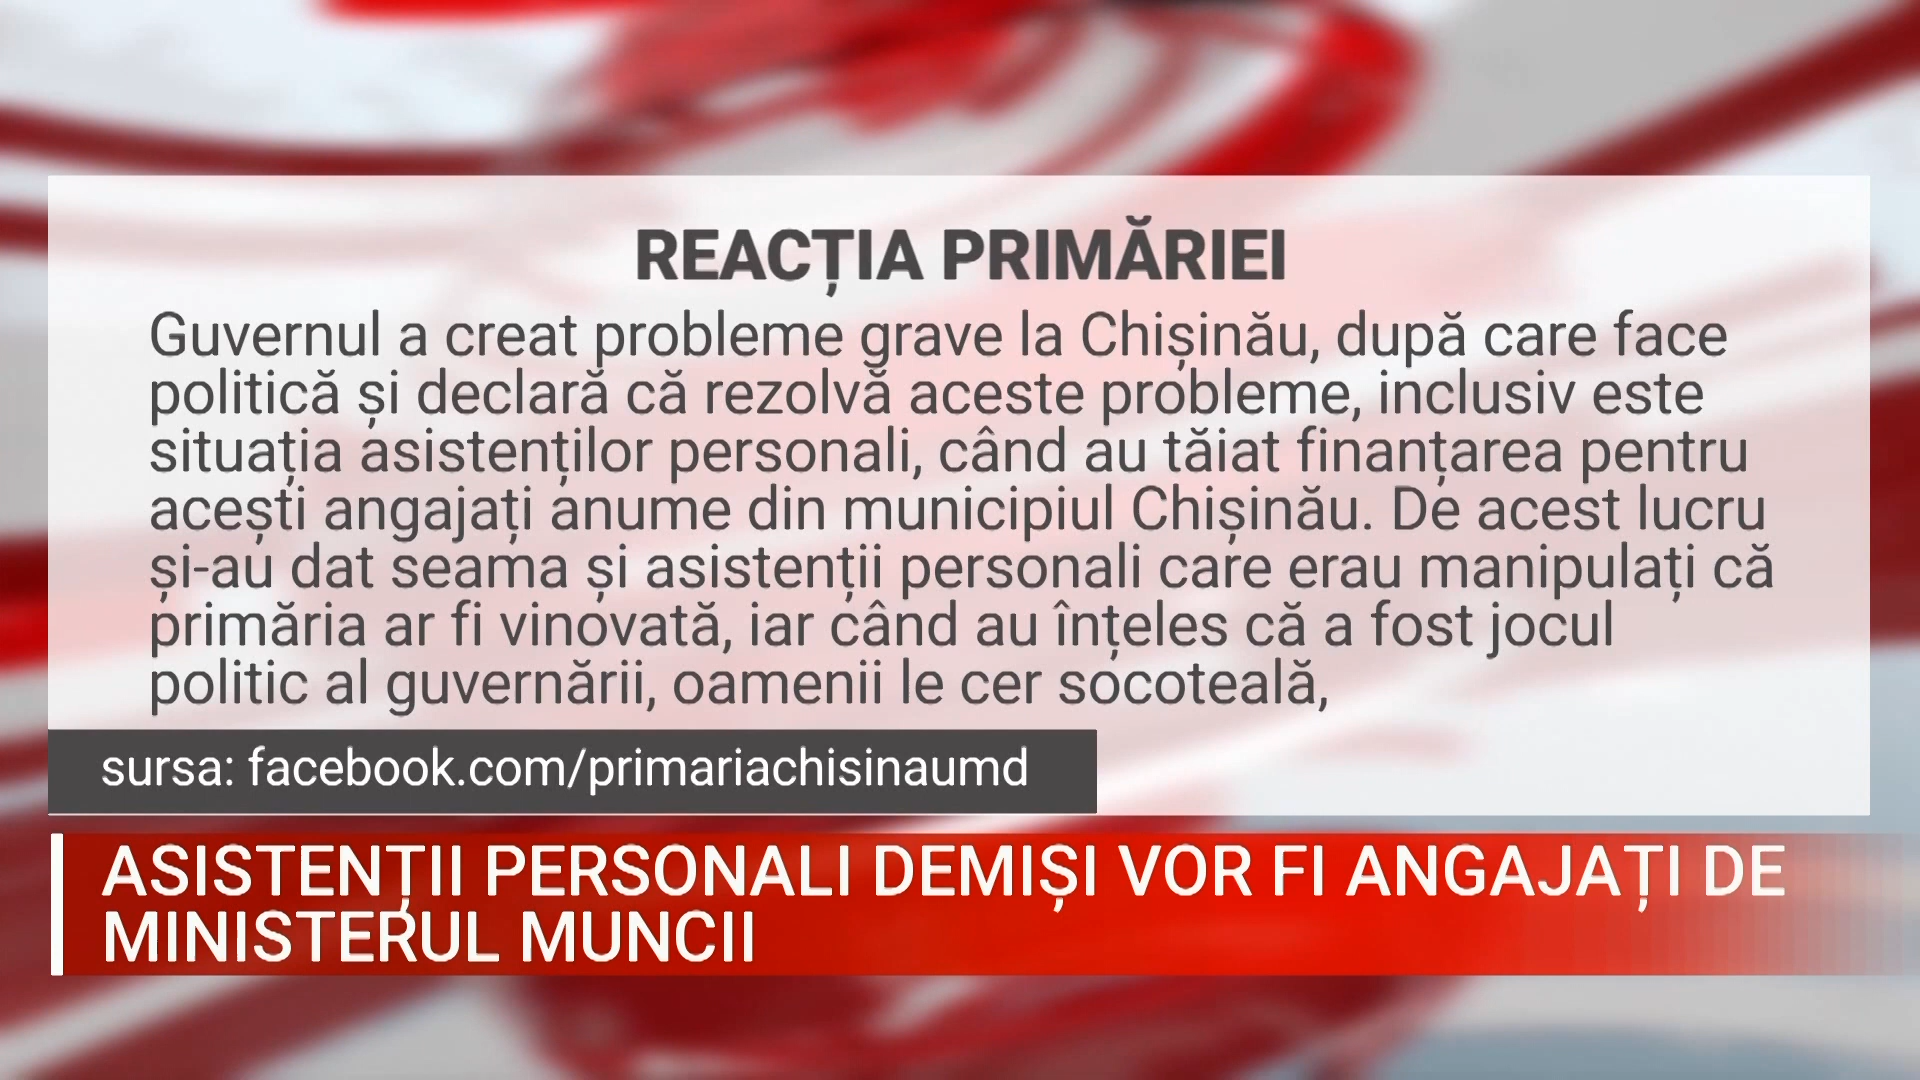 REACȚIA PRIMĂRIEI
Guvernul a creat probleme grave la Chișinău, după care face
politică și declară că rezolvă aceste probleme, inclusiv este
situația asistenților personali, când au tăiat finanțarea pentru
acești angajați anume din municipiul Chișinău. De acest lucru
și-au dat seama și asistenții personali care erau manipulați că
primăria ar fi vinovată, iar când au înțeles că a fost jocul
politic al guvernării, oamenii le cer socoteală,
sursa: facebook.com/primariachisinaumd
ASISTENȚII PERSONALI DEMIȘI VOR FI ANGAJAȚI DE
MINISTERUL MUNCII